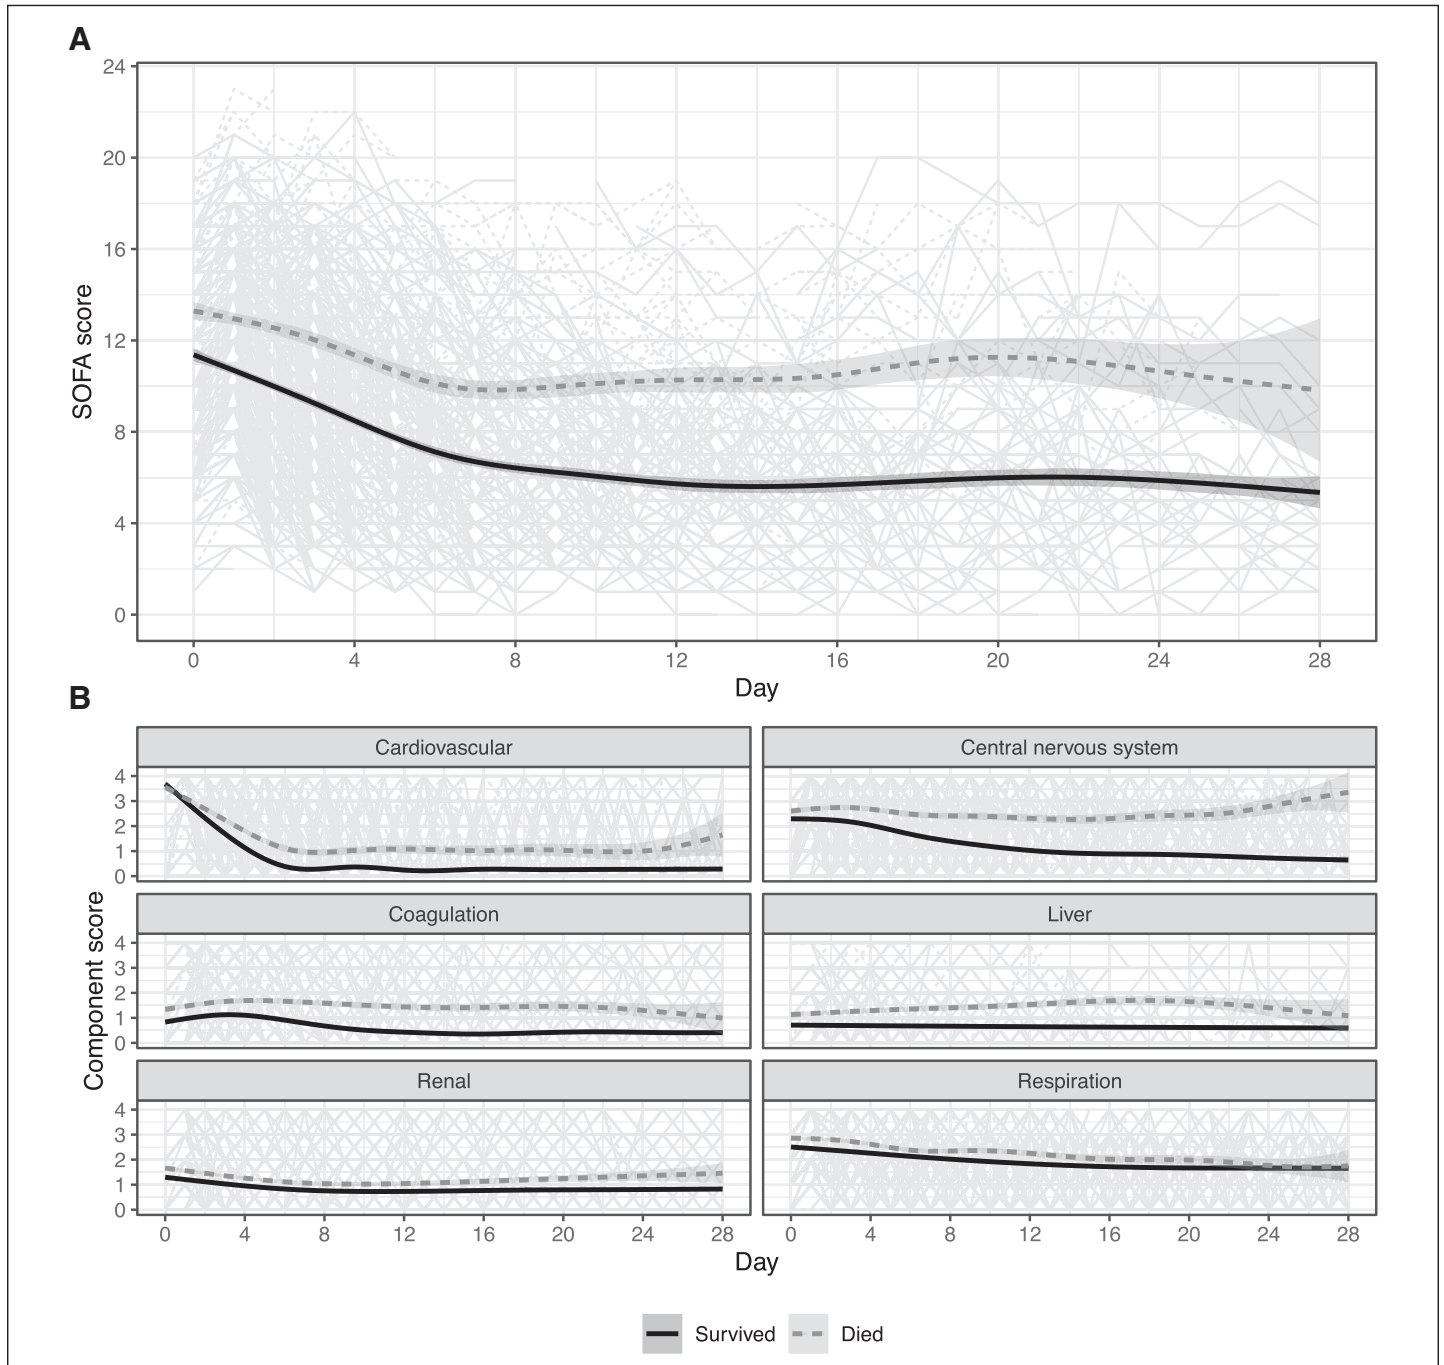 A
24
20
16
12
8
4
0
SOFA score
0 4 8 12 16 20 24 28
Day
B
Cardiovascular Central nervous system
4
3
2
1
0
Coagulation Liver
4
3
2
1
0
Component score
Renal Respiration
4
3
2
1
0
0 4 8 12 16 20 24 28 0 4 8 12 16 20 24 28
Day
Survived Died